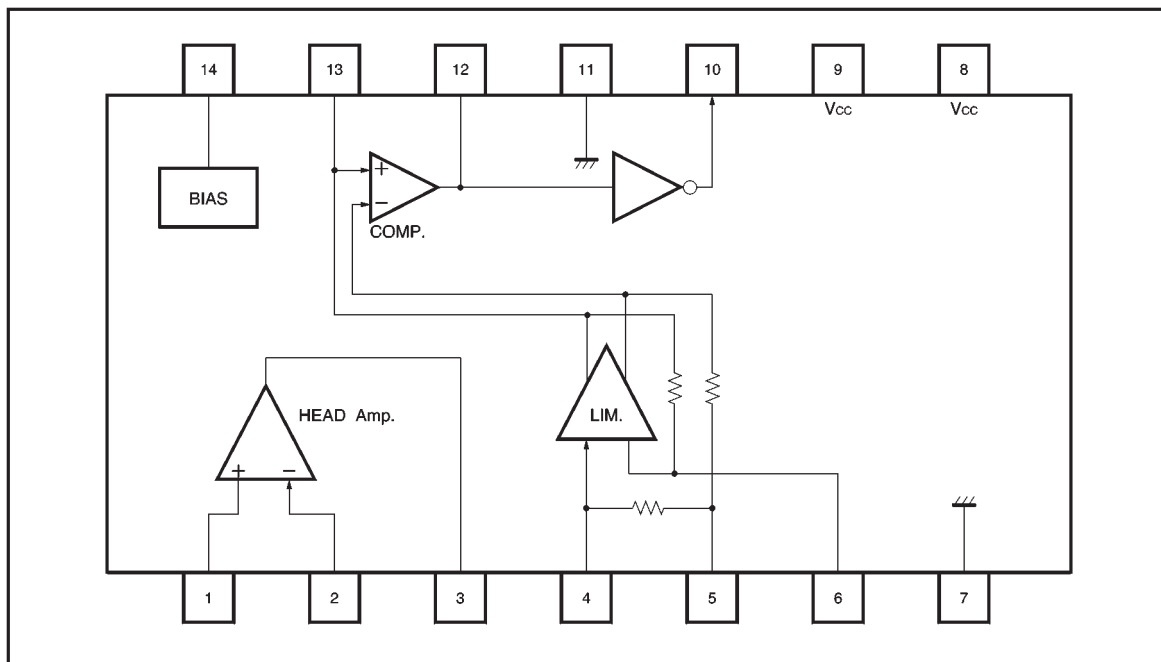 14 13 12 11 10 9 8
Vcc Vcc
BIAS
+
−
COMP.
HEAD Amp.
LIM.
+ −
1 2 3 4 5 6 7